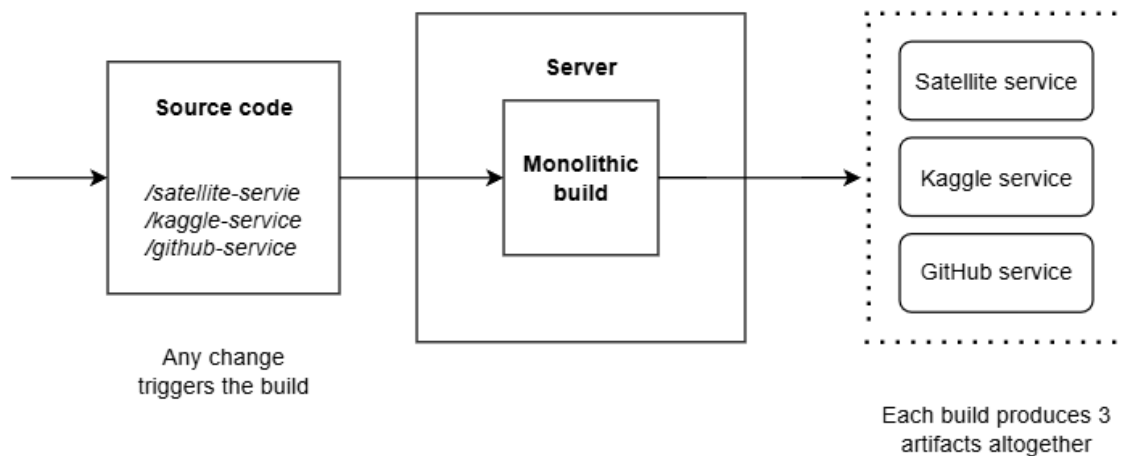 Source code
/satellite-servie
/kaggle-service
/github-service
Any change
triggers the build
Server
Monolithic
build
Satellite service
Kaggle service
GitHub service
Each build produces 3
artifacts altogether